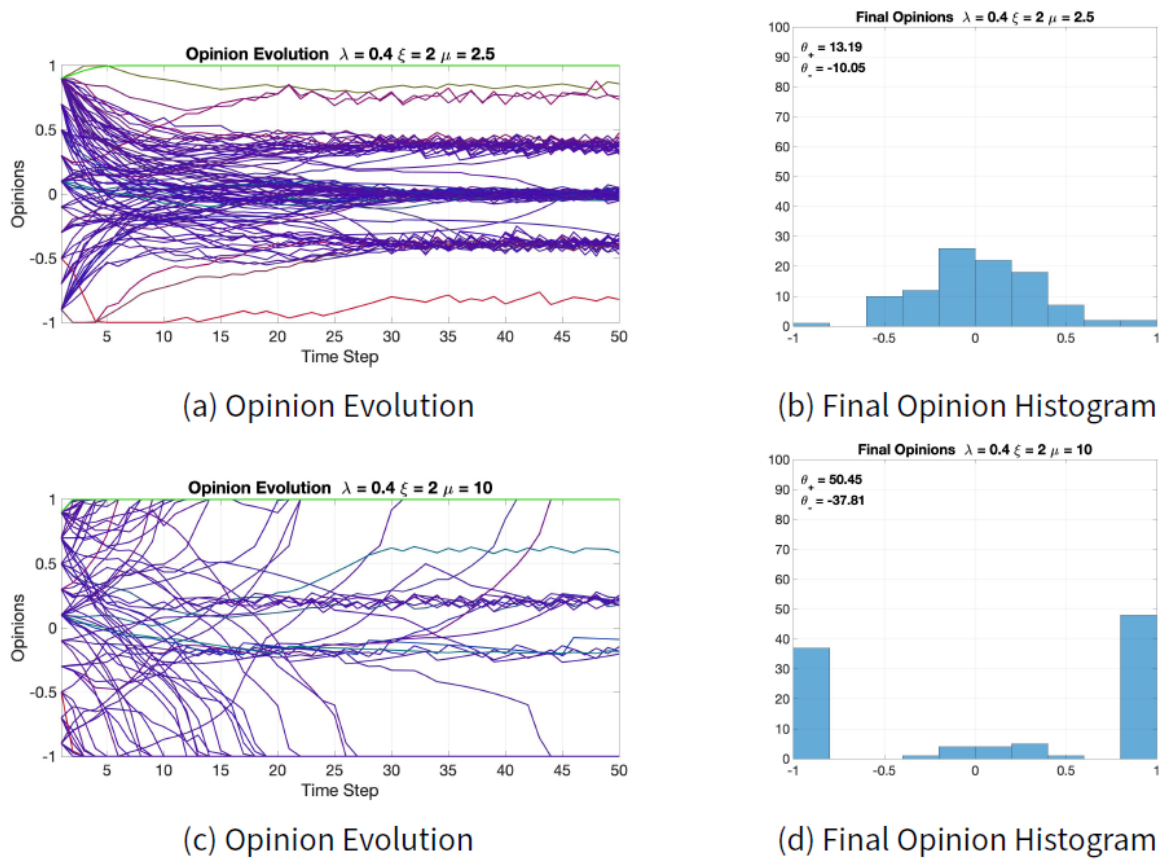 Opinion Evolution λ = 0.4 ξ = 2 μ = 2.5
1
0.5
0
-0.5
-1
Opinions
5 10 15 20 25 30 35 40 45 50
Time Step
(a) Opinion Evolution
Final Opinions λ = 0.4 ξ = 2 μ = 2.5
θ+ = 13.19
θ- = -10.05
100
90
80
70
60
50
40
30
20
10
0
-1 -0.5 0 0.5 1
(b) Final Opinion Histogram
Opinion Evolution λ = 0.4 ξ = 2 μ = 10
1
0.5
0
-0.5
-1
Opinions
5 10 15 20 25 30 35 40 45 50
Time Step
(c) Opinion Evolution
Final Opinions λ = 0.4 ξ = 2 μ = 10
θ+ = 50.45
θ- = -37.81
100
90
80
70
60
50
40
30
20
10
0
-1 -0.5 0 0.5 1
(d) Final Opinion Histogram